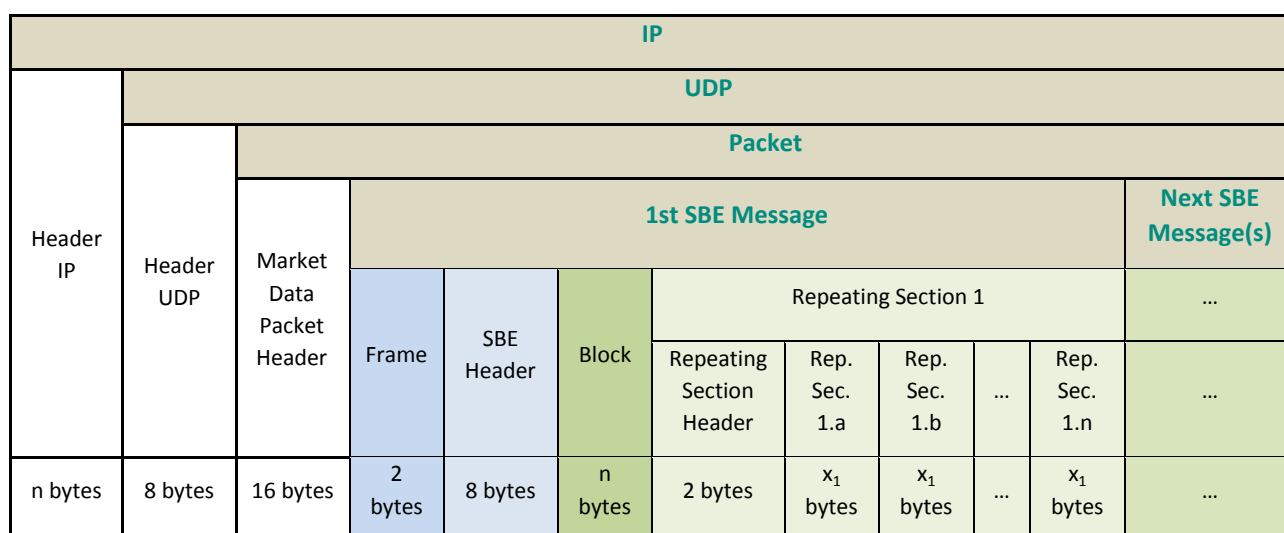 IP
UDP
Packet
1st SBE Message
Next SBE
Message(s)
Header
IP
Header
UDP
Market
Data
Packet
Header
Frame
SBE
Header
Block
Repeating Section 1
...
Repeating
Section
Header
Rep.
Sec.
1.a
Rep.
Sec.
1.b
...
Rep.
Sec.
1.n
...
n bytes
8 bytes
16 bytes
2
bytes
8 bytes
n
bytes
2 bytes
x₁
bytes
x₁
bytes
...
x₁
bytes
...